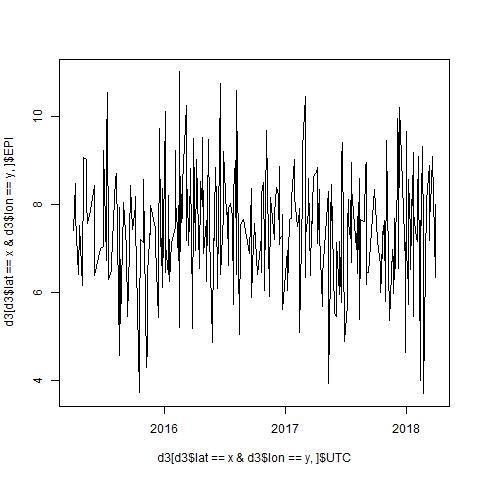 d3[d3$lat == x & d3$lon == y, ]$EPI
10
8
6
4
2016 2017 2018
d3[d3$lat == x & d3$lon == y, ]$UTC